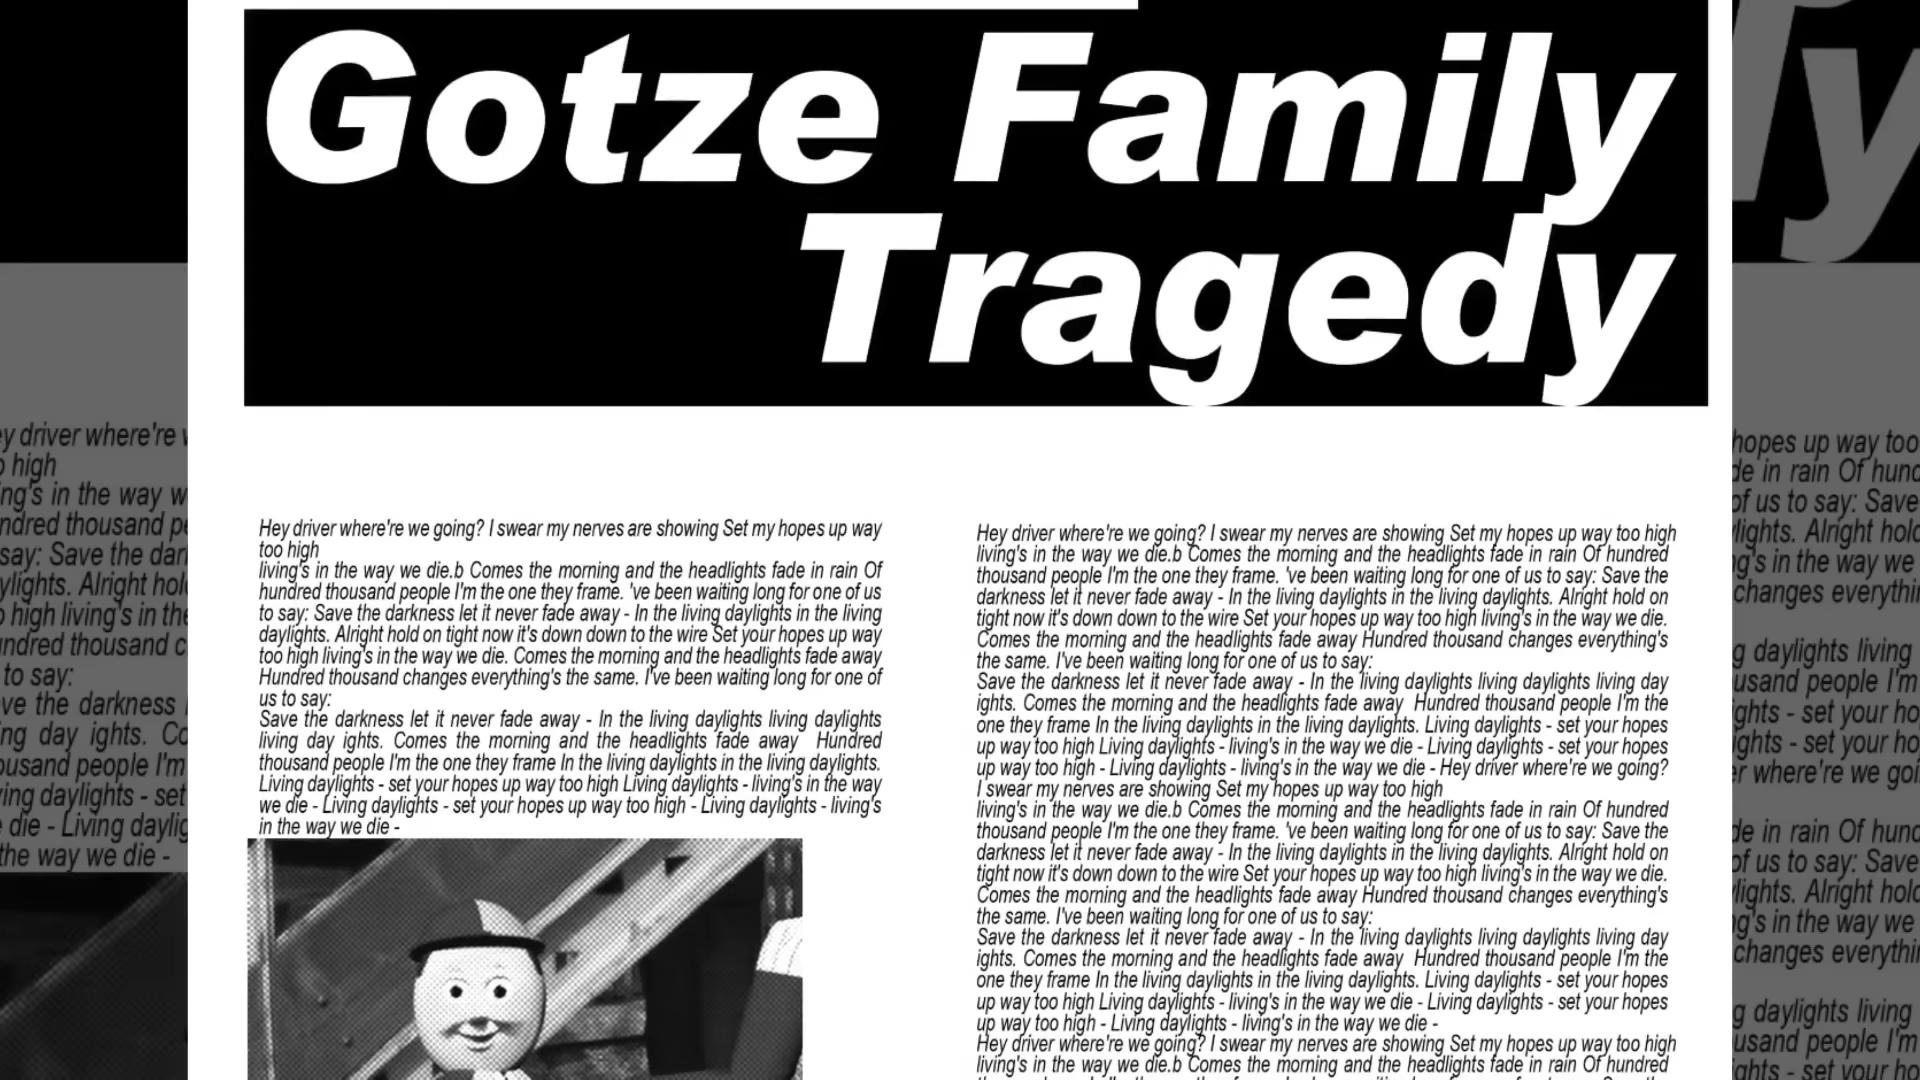 Gotze Family
Tragedy
Hey driver where're we going? I swear my nerves are showing Set my hopes up way
too high
living's in the way we die.b Comes the morning and the headlights fade in rain Of
hundred thousand people I'm the one they frame. 've been waiting long for one of us
to say: Save the darkness let it never fade away - In the living daylights in the living
daylights. Alright hold on tight now it's down down to the wire Set your hopes up way
too high living's in the way we die. Comes the morning and the headlights fade away
Hundred thousand changes everything's the same. I've been waiting long for one of
us to say:
Save the darkness let it never fade away - In the living daylights living daylights
living day ights. Comes the morning and the headlights fade away Hundred
thousand people I'm the one they frame In the living daylights in the living daylights.
Living daylights - set your hopes up way too high Living daylights - living's in the way
we die - Living daylights - set your hopes up way too high - Living daylights - living's
in the way we die -
Hey driver where're we going? I swear my nerves are showing Set my hopes up way too high
living's in the way we die.b Comes the morning and the headlights fade in rain Of hundred
thousand people I'm the one they frame. 've been waiting long for one of us to say: Save the
darkness let it never fade away - In the living daylights in the living daylights. Alright hold on
tight now it's down down to the wire Set your hopes up way too high living's in the way we die.
Comes the morning and the headlights fade away Hundred thousand changes everything's
the same. I've been waiting long for one of us to say:
Save the darkness let it never fade away - In the living daylights living daylights living day
ights. Comes the morning and the headlights fade away Hundred thousand people I'm the
one they frame In the living daylights in the living daylights. Living daylights - set your hopes
up way too high Living daylights - living's in the way we die - Living daylights - set your hopes
up way too high - Living daylights - living's in the way we die - Hey driver where're we going?
I swear my nerves are showing Set my hopes up way too high
living's in the way we die.b Comes the morning and the headlights fade in rain Of hundred
thousand people I'm the one they frame. 've been waiting long for one of us to say: Save the
darkness let it never fade away - In the living daylights in the living daylights. Alright hold on
tight now it's down down to the wire Set your hopes up way too high living's in the way we die.
Comes the morning and the headlights fade away Hundred thousand changes everything's
the same. I've been waiting long for one of us to say:
Save the darkness let it never fade away - In the living daylights living daylights living day
ights. Comes the morning and the headlights fade away Hundred thousand people I'm the
one they frame In the living daylights in the living daylights. Living daylights - set your hopes
up way too high Living daylights - living's in the way we die - Living daylights - set your hopes
up way too high - Living daylights - living's in the way we die -
Hey driver where're we going? I swear my nerves are showing Set my hopes up way too high
living's in the way we die.b Comes the morning and the headlights fade in rain Of hundred